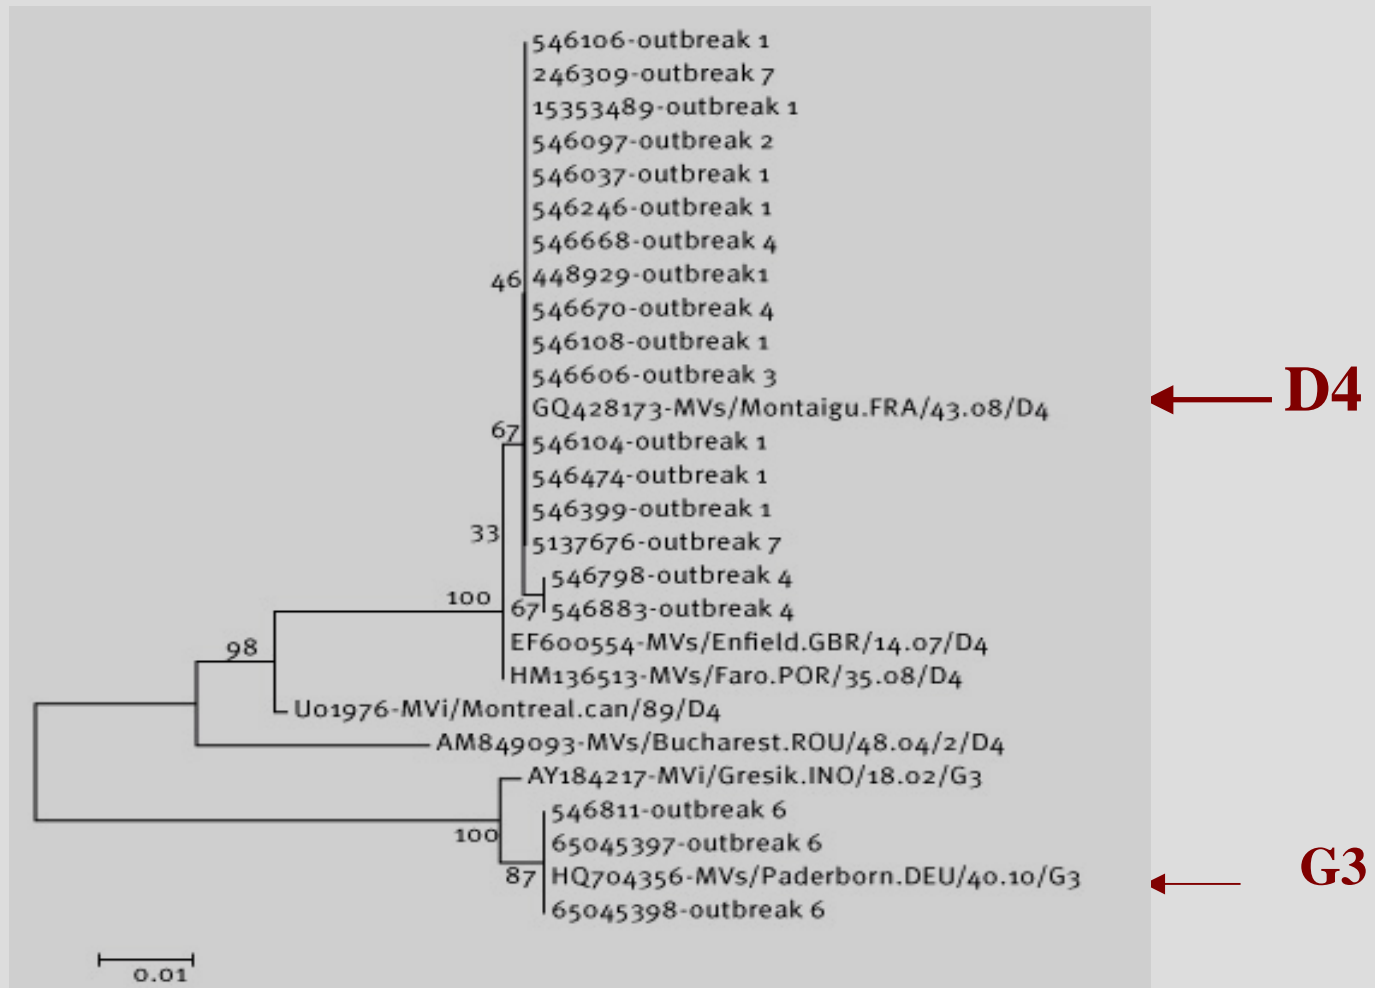 546106-outbreak 1
246309-outbreak 7
15353489-outbreak 1
546097-outbreak 2
546037-outbreak 1
546246-outbreak 1
546668-outbreak 4
46 448929-outbreak1
546670-outbreak 4
546108-outbreak 1
546606-outbreak 3
GQ428173-MVs/Montaigu.FRA/43.08/D4
D4
67
546104-outbreak 1
546474-outbreak 1
546399-outbreak 1
33
5137676-outbreak 7
546798-outbreak 4
100
67 546883-outbreak 4
EF600554-MVs/Enfield.GBR/14.07/D4
98
HM136513-MVs/Faro.POR/35.08/D4
U01976-MVi/Montreal.can/89/D4
AM849093-MVs/Bucharest.ROU/48.04/2/D4
AY184217-MVi/Gresik.INO/18.02/G3
546811-outbreak 6
100
65045397-outbreak 6
87 HQ704356-MVs/Paderborn.DEU/40.10/G3
G3
65045398-outbreak 6
0.01